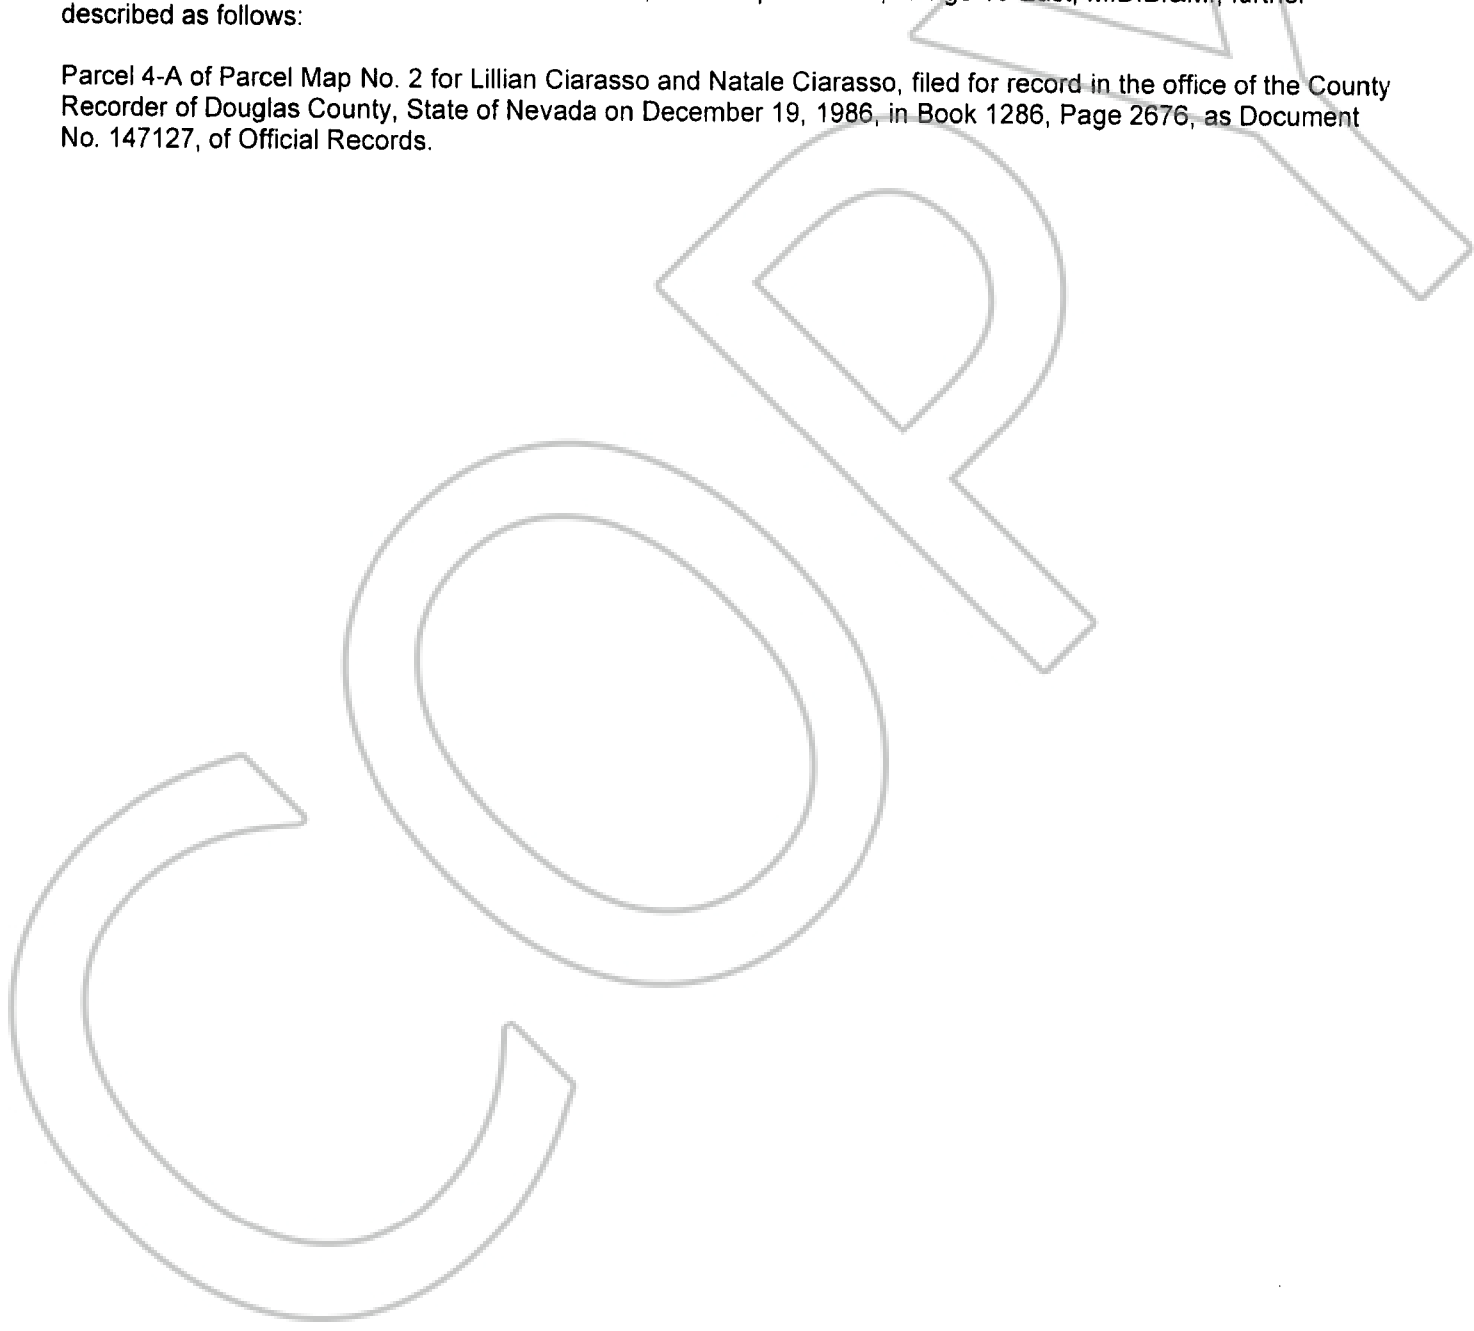 described as follows:
Parcel 4-A of Parcel Map No. 2 for Lillian Ciarasso and Natale Ciarasso, filed for record in the office of the County
Recorder of Douglas County, State of Nevada on December 19, 1986, in Book 1286, Page 2676, as Document
No. 147127, of Official Records.
COPY